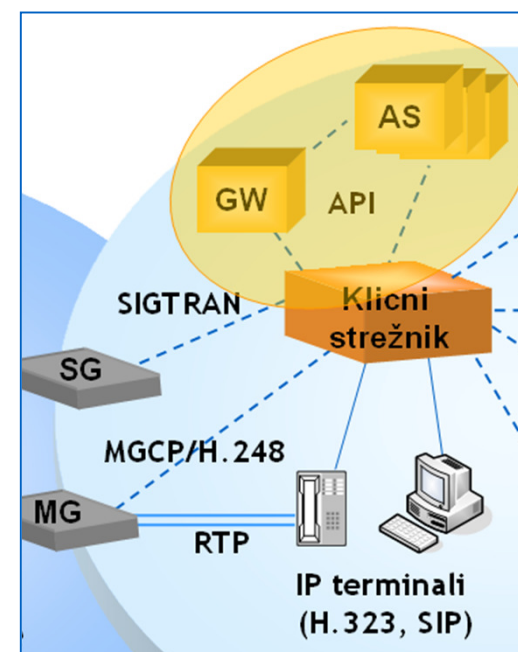 AS
GW
API
Klicni
strežnik
SIGTRAN
SG
MGCP/H.248
MG
RTP
IP terminali
(H.323, SIP)